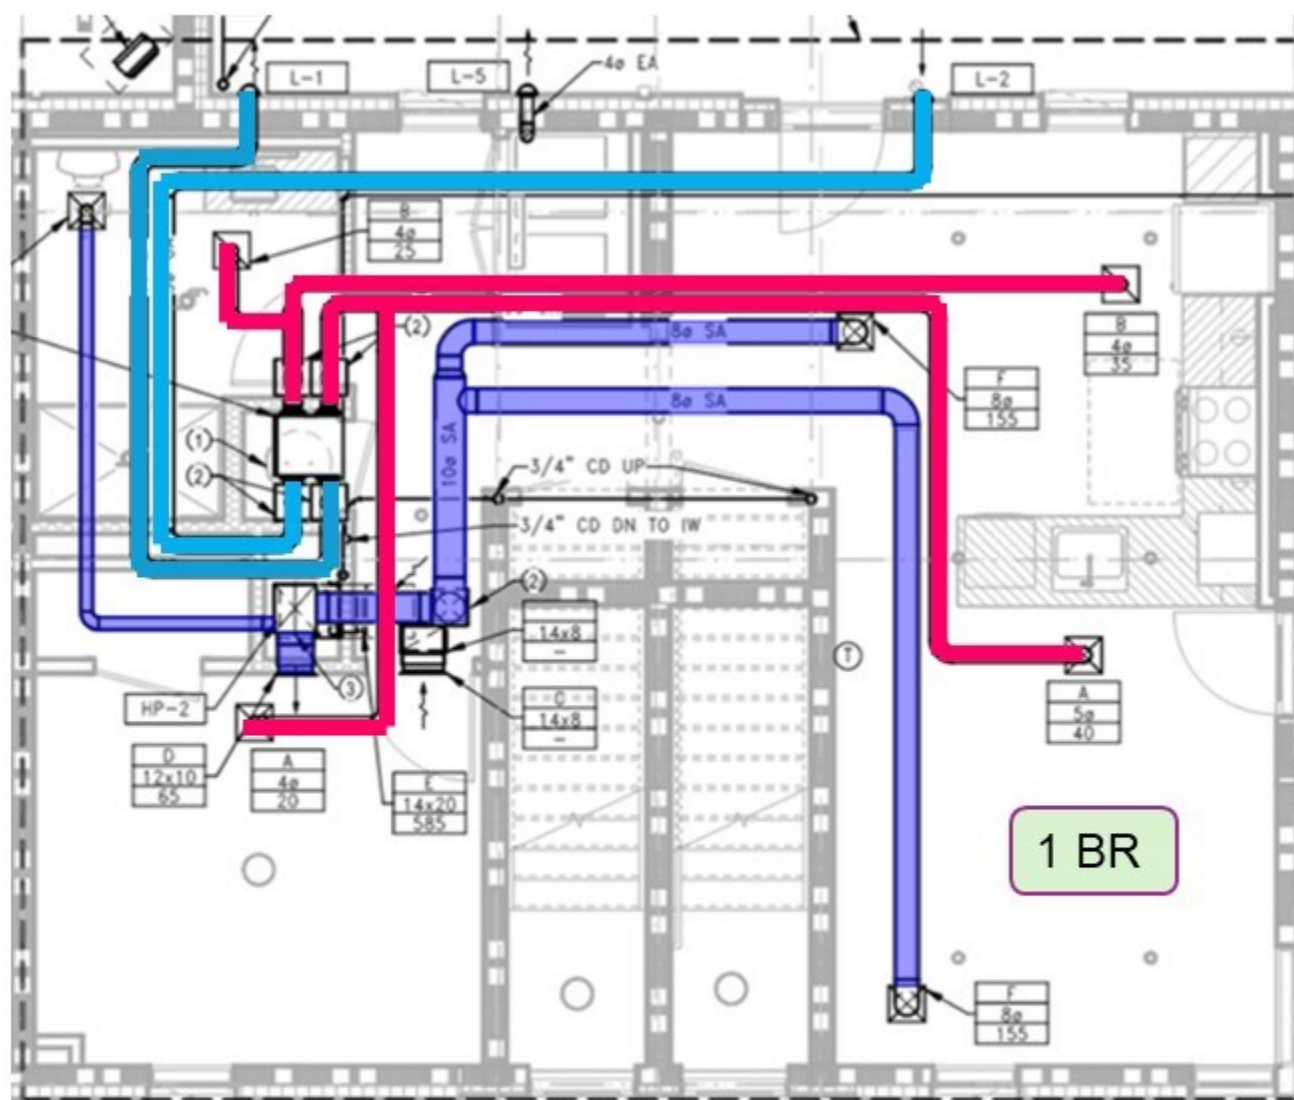 L-1
L-5
4ø EA
L-2
B
4ø
25
(2)
8ø SA
B
4ø
35
F
8ø
155
8ø SA
(1)
10ø SA
(2)
3/4" CD UP
3/4" CD DN TO IW
(2)
14x8
–
T
(3)
HP-2
C
14x8
–
A
5ø
40
D
12x10
65
A
4ø
20
E
14x20
585
1 BR
F
8ø
155